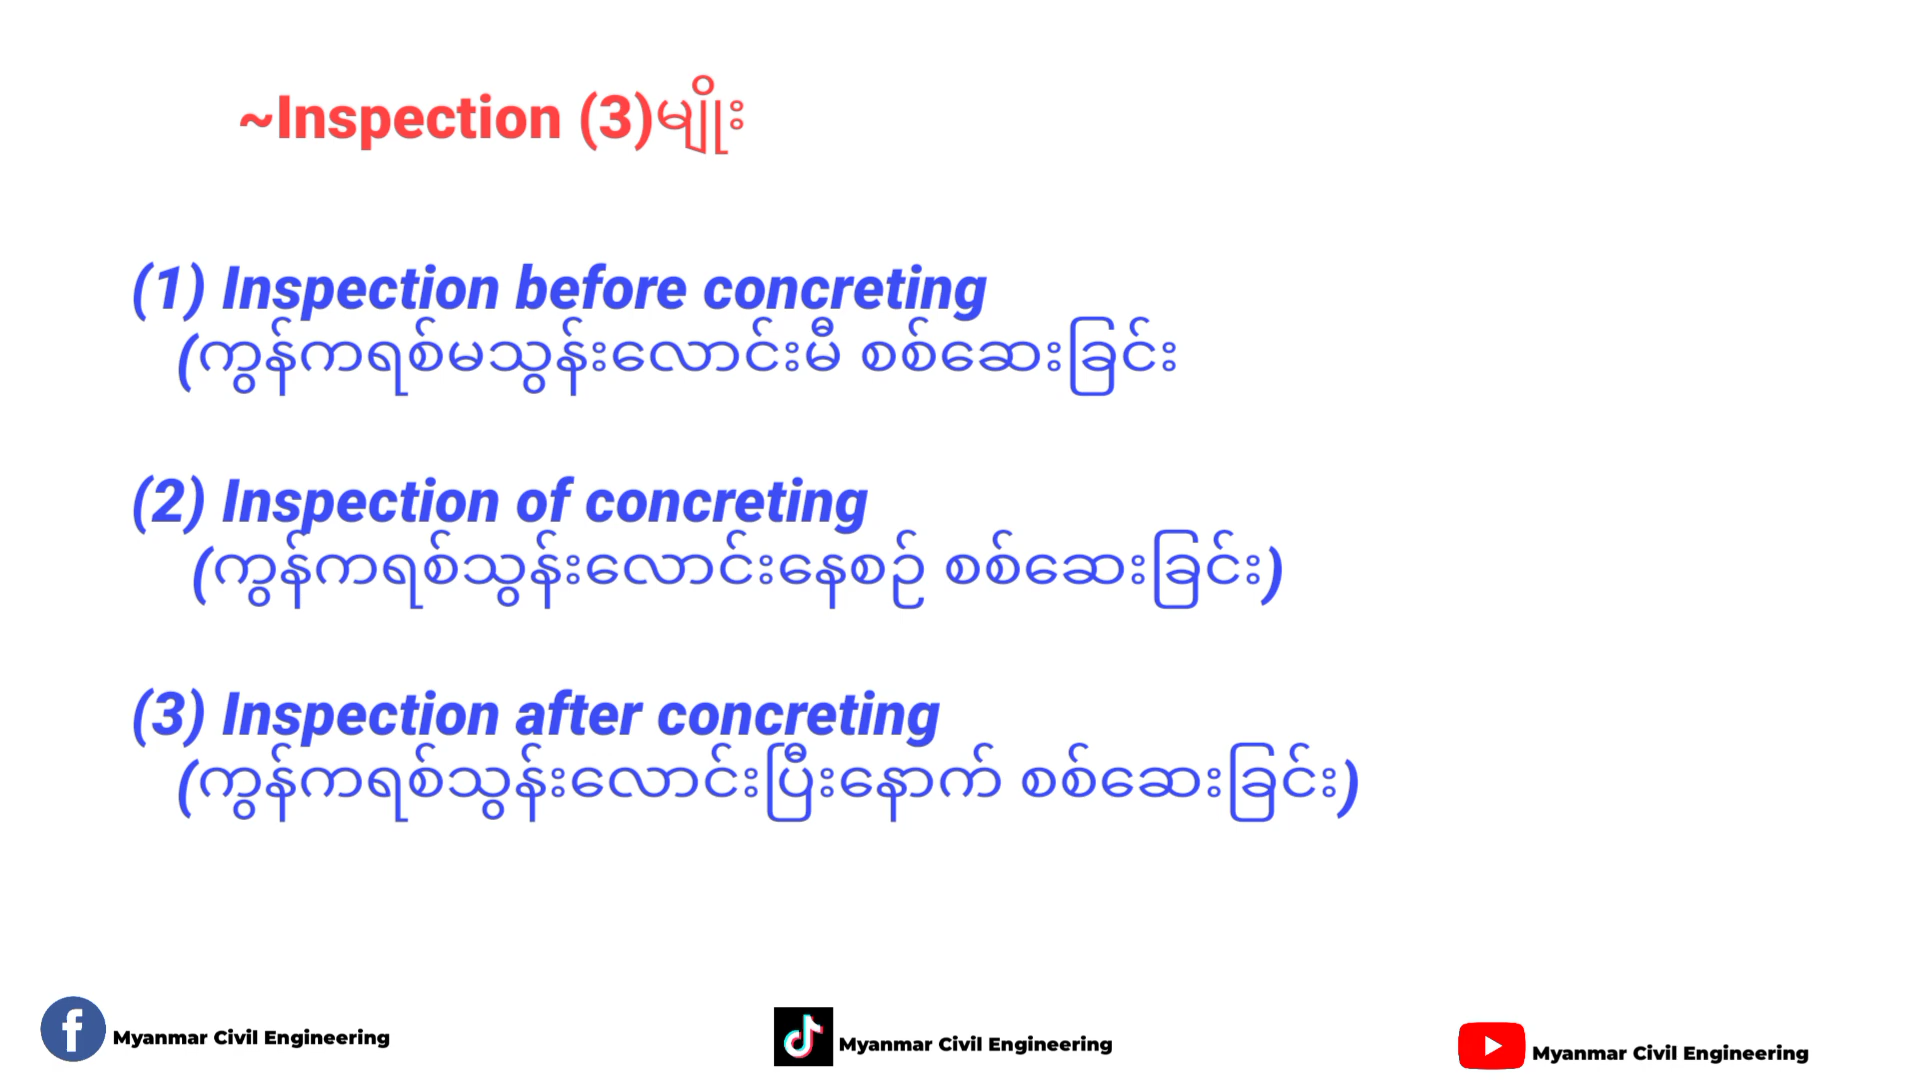 ~Inspection (3)မျိုး
(1) Inspection before concreting
(ကွန်ကရစ်မသွန်းလောင်းမီ စစ်ဆေးခြင်း
(2) Inspection of concreting
(ကွန်ကရစ်သွန်းလောင်းနေစဉ် စစ်ဆေးခြင်း)
(3) Inspection after concreting
(ကွန်ကရစ်သွန်းလောင်းပြီးနောက် စစ်ဆေးခြင်း)
Myanmar Civil Engineering
Myanmar Civil Engineering
Myanmar Civil Engineering